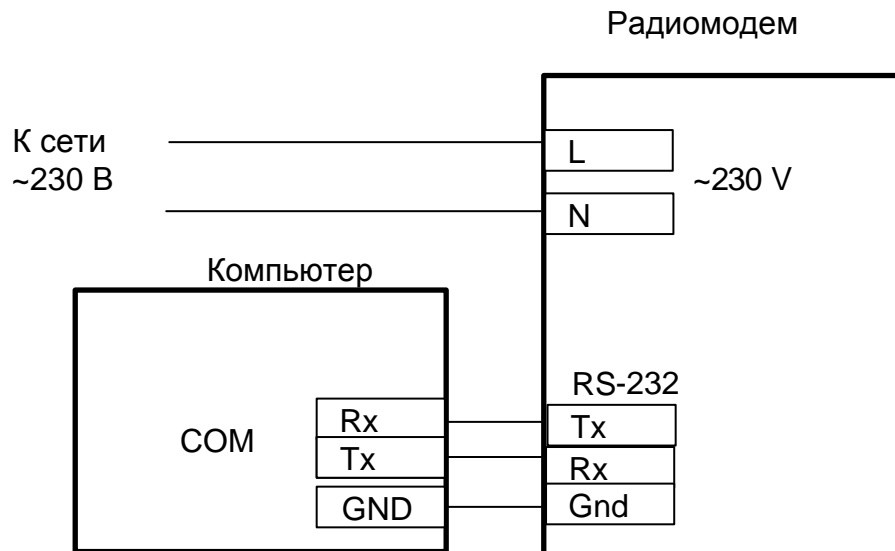 Радиомодем
К сети
~230 В
L
~230 V
N
Компьютер
RS-232
COM
Rx
Tx
Tx
Rx
GND
Gnd